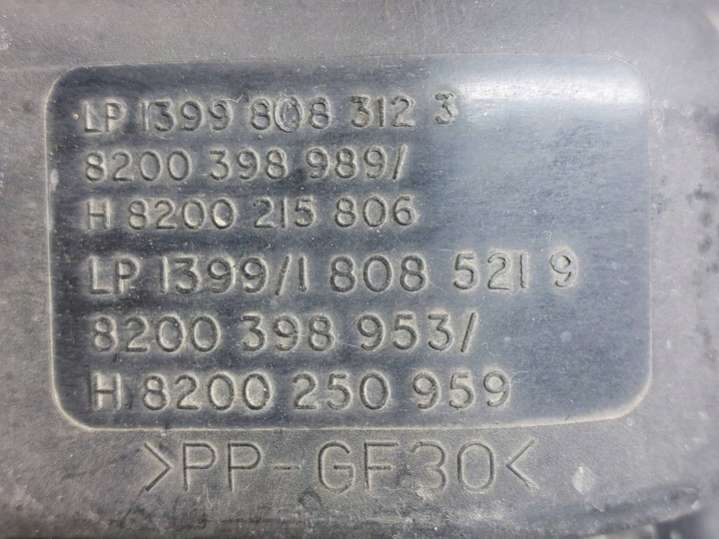 LP 1399 808 312 3
8200 398 989/
H 8200 215 806
LP 1399/1 808 521 9
8200 398 953/
H 8200 250 959
>PP-GF30<